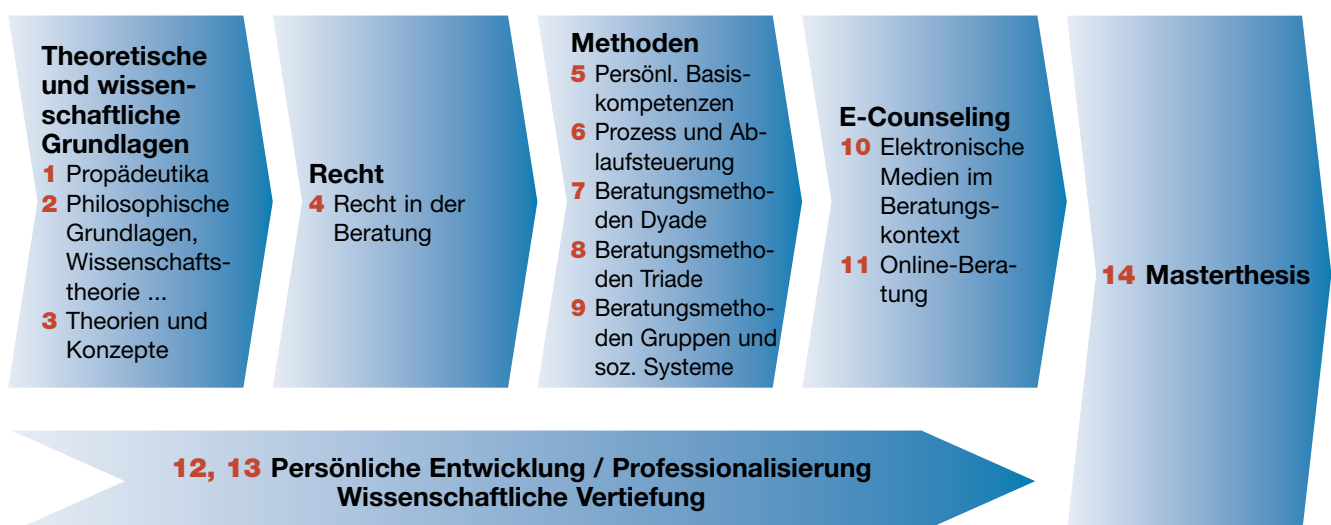 Theoretische
und wissen-
schaftliche
Grundlagen
1 Propädeutika
2 Philosophische
Grundlagen,
Wissenschafts-
theorie ...
3 Theorien und
Konzepte
Recht
4 Recht in der
Beratung
Methoden
5 Persönl. Basis-
kompetenzen
6 Prozess und Ab-
laufsteuerung
7 Beratungsmetho-
den Dyade
8 Beratungsmetho-
den Triade
9 Beratungsmetho-
den Gruppen und
soz. Systeme
E-Counseling
10 Elektronische
Medien im
Beratungs-
kontext
11 Online-Bera-
tung
14 Masterthesis
12, 13 Persönliche Entwicklung / Professionalisierung
Wissenschaftliche Vertiefung